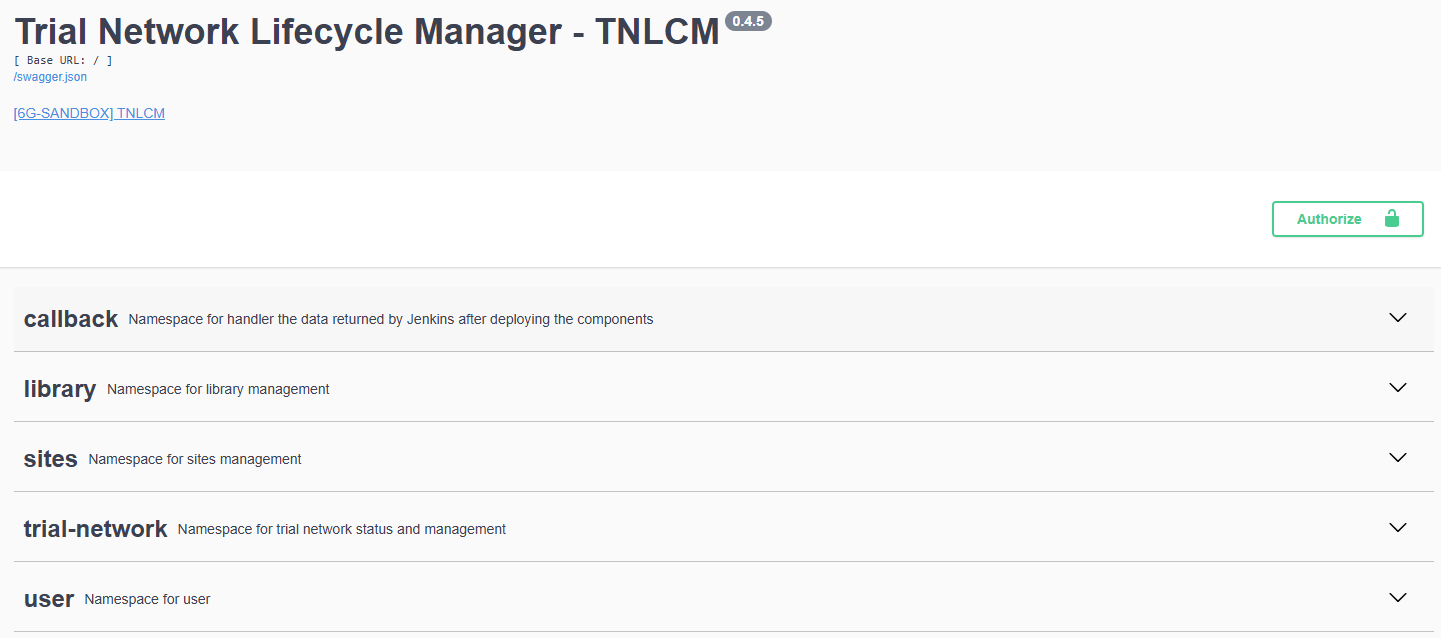 Trial Network Lifecycle Manager - TNLCM 0.4.5
[ Base URL: / ]
/swagger.json
[6G-SANDBOX] TNLCM
Authorize
callback Namespace for handler the data returned by Jenkins after deploying the components
library Namespace for library management
sites Namespace for sites management
trial-network Namespace for trial network status and management
user Namespace for user